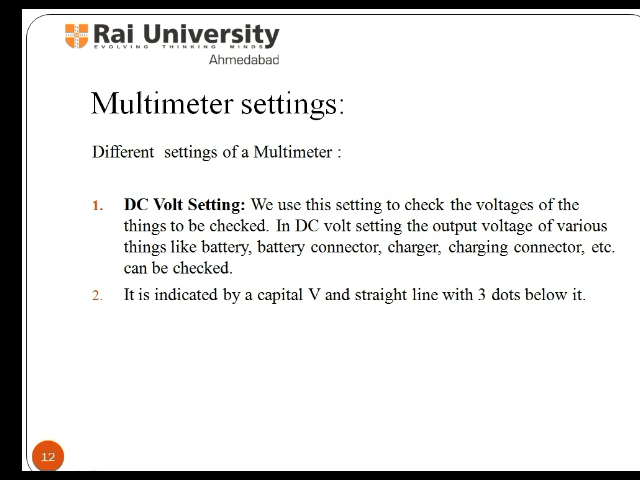 Rai University
EVOLVING THINKING MINDS
Ahmedabad
Multimeter settings:
Different settings of a Multimeter :
1. DC Volt Setting: We use this setting to check the voltages of the
things to be checked. In DC volt setting the output voltage of various
things like battery, battery connector, charger, charging connector, etc.
can be checked.
2. It is indicated by a capital V and straight line with 3 dots below it.
12